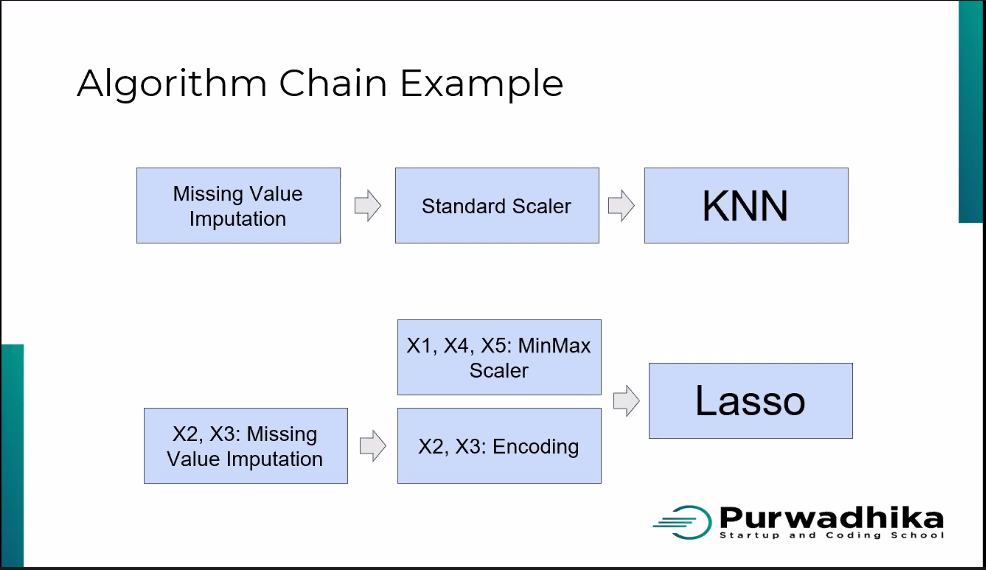 Algorithm Chain Example
Missing Value
Imputation
Standard Scaler
KNN
X1, X4, X5: MinMax
Scaler
X2, X3: Missing
Value Imputation
X2, X3: Encoding
Lasso
Purwadhika
Startup and Coding School